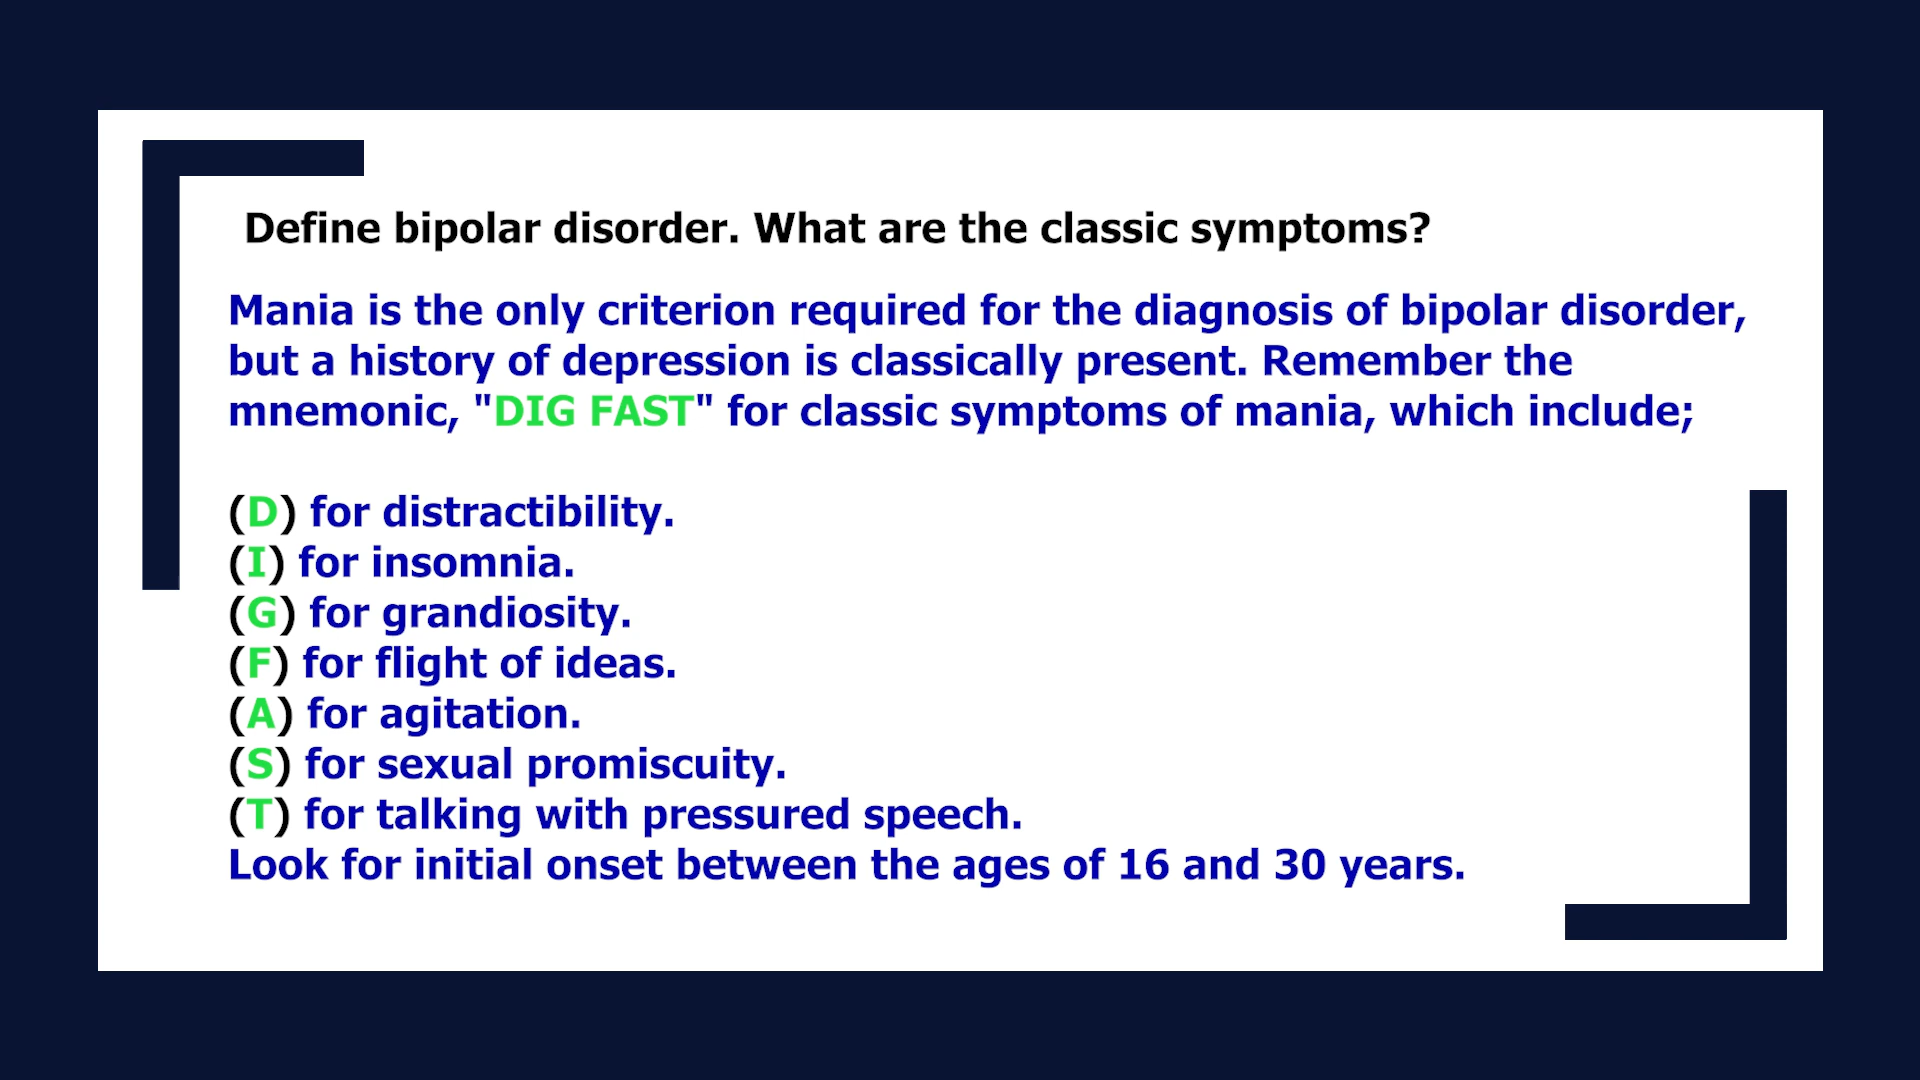 Define bipolar disorder. What are the classic symptoms?
Mania is the only criterion required for the diagnosis of bipolar disorder,
but a history of depression is classically present. Remember the
mnemonic, "DIG FAST" for classic symptoms of mania, which include;
(D) for distractibility.
(I) for insomnia.
(G) for grandiosity.
(F) for flight of ideas.
(A) for agitation.
(S) for sexual promiscuity.
(T) for talking with pressured speech.
Look for initial onset between the ages of 16 and 30 years.